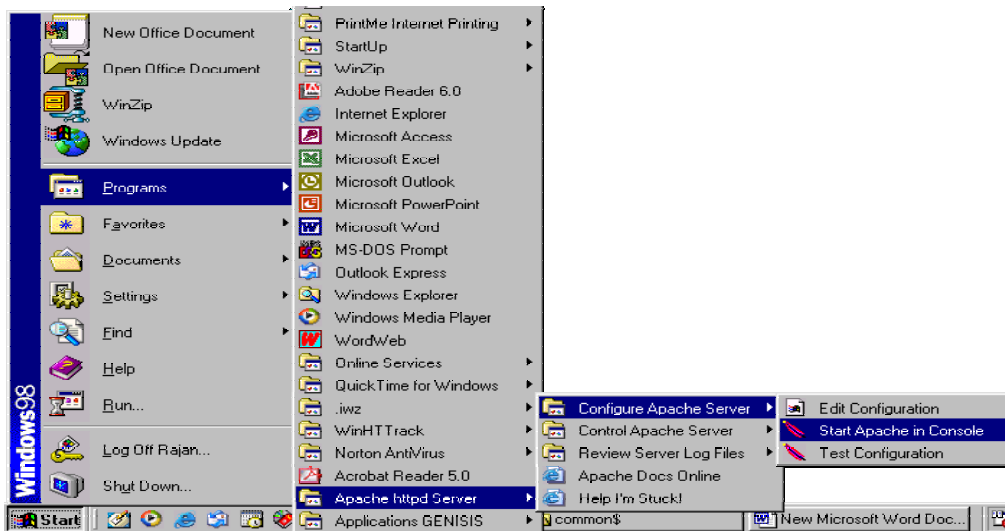 New Office Document
Open Office Document
WinZip
Windows Update
Programs
Favorites
Documents
Settings
Find
Help
Run...
Log Off Rajan...
Shut Down...
Windows98
PrintMe Internet Printing
StartUp
WinZip
Adobe Reader 6.0
Internet Explorer
Microsoft Access
Microsoft Excel
Microsoft Outlook
Microsoft PowerPoint
Microsoft Word
MS-DOS Prompt
Outlook Express
Windows Explorer
Windows Media Player
WordWeb
Online Services
QuickTime for Windows
.iwz
WinHTTrack
Norton AntiVirus
Acrobat Reader 5.0
Apache httpd Server
Applications GENISIS
Configure Apache Server
Control Apache Server
Review Server Log Files
Apache Docs Online
Help I'm Stuck!
Edit Configuration
Start Apache in Console
Test Configuration
Start
common$
New Microsoft Word Doc...